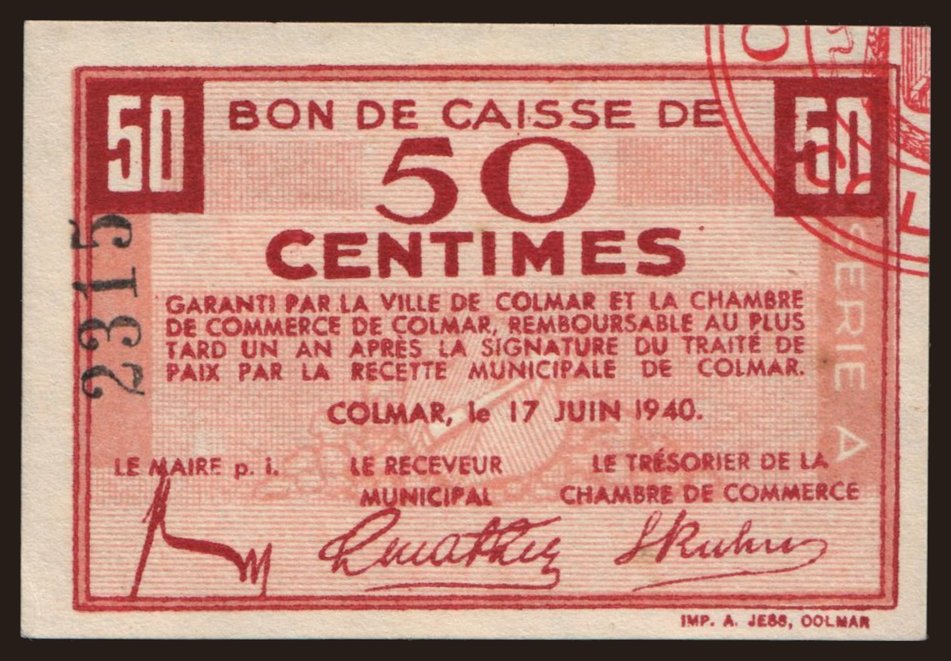 50 BON DE CAISSE DE 50
50
CENTIMES
GARANTI PAR LA VILLE DE COLMAR ET LA CHAMBRE
DE COMMERCE DE COLMAR, REMBOURSABLE AU PLUS
TARD UN AN APRÈS LA SIGNATURE DU TRAITÉ DE
PAIX PAR LA RECETTE MUNICIPALE DE COLMAR.
COLMAR, le 17 JUIN 1940.
LE MAIRE p. i.
LE RECEVEUR
MUNICIPAL
LE TRÉSORIER DE LA
CHAMBRE DE COMMERCE
2315
SÉRIE A
IMP. A. JESS, COLMAR